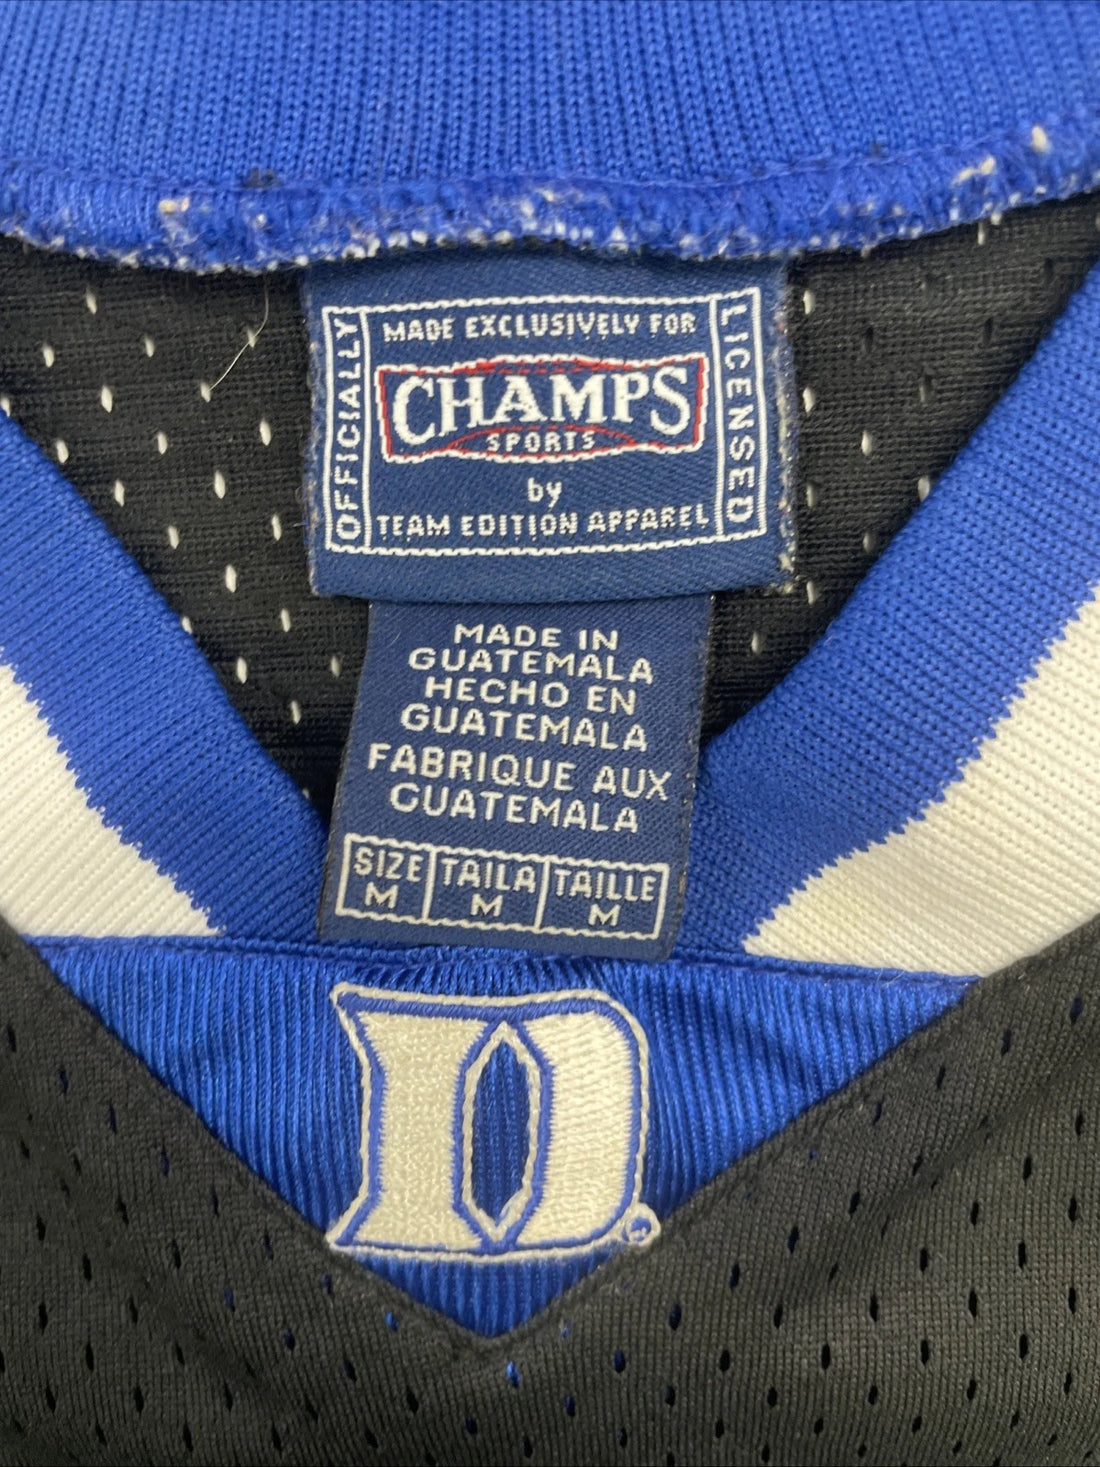 MADE EXCLUSIVELY FOR
OFFICIALLY
LICENSED
CHAMPS
SPORTS
by
TEAM EDITION APPAREL
MADE IN
GUATEMALA
HECHO EN
GUATEMALA
FABRIQUE AUX
GUATEMALA
SIZE TAILA TAILLE
M M M
D